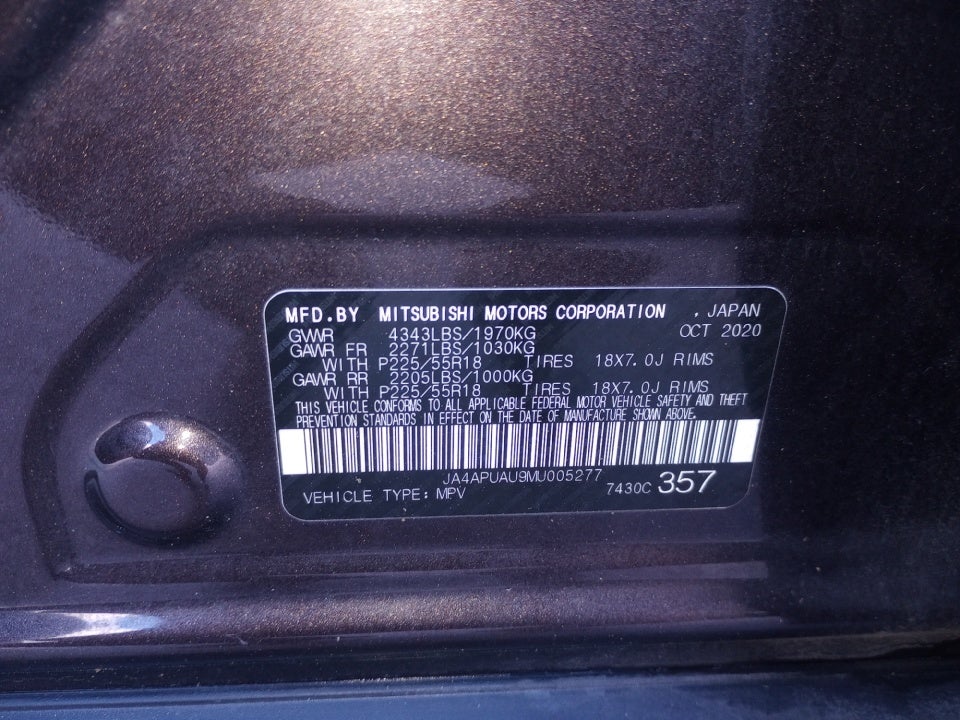 MFD.BY MITSUBISHI MOTORS CORPORATION , JAPAN
GVWR 4343LBS/1970KG OCT 2020
GAWR FR 2271LBS/1030KG
WITH P225/55R18 TIRES 18X7.0J RIMS
GAWR RR 2205LBS/1000KG
WITH P225/55R18 TIRES 18X7.0J RIMS
THIS VEHICLE CONFORMS TO ALL APPLICABLE FEDERAL MOTOR VEHICLE SAFETY AND THEFT
PREVENTION STANDARDS IN EFFECT ON THE DATE OF MANUFACTURE SHOWN ABOVE.
JA4APUAU9MU005277
VEHICLE TYPE: MPV 7430C 357